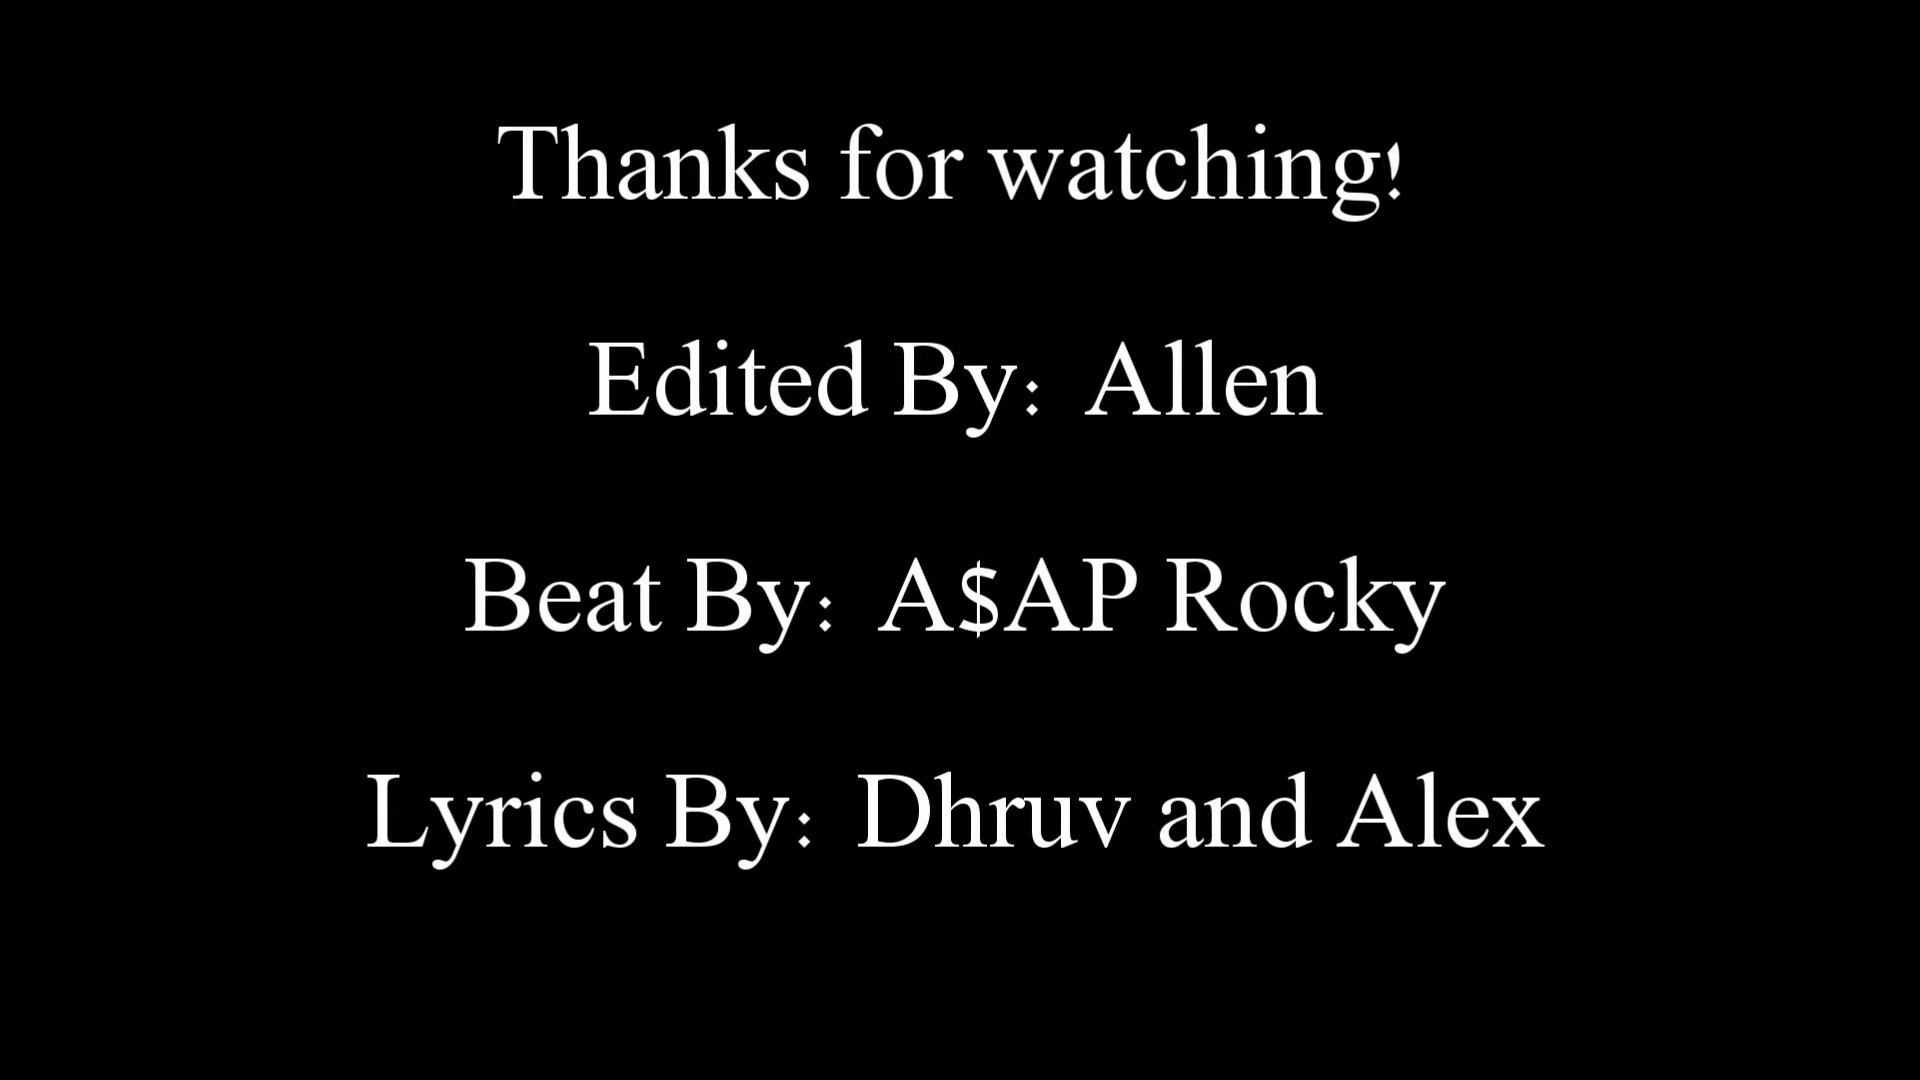 Thanks for watching!
Edited By: Allen
Beat By: A$AP Rocky
Lyrics By: Dhruv and Alex